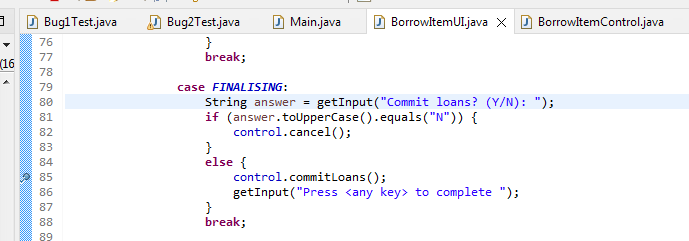 Bug1Test.java Bug2Test.java Main.java BorrowItemUI.java BorrowItemControl.java
(16
76 }
77 break;
78
79 case FINALISING:
80 String answer = getInput("Commit loans? (Y/N): ");
81 if (answer.toUpperCase().equals("N")) {
82 control.cancel();
83 }
84 else {
85 control.commitLoans();
86 getInput("Press <any key> to complete ");
87 }
88 break;
89